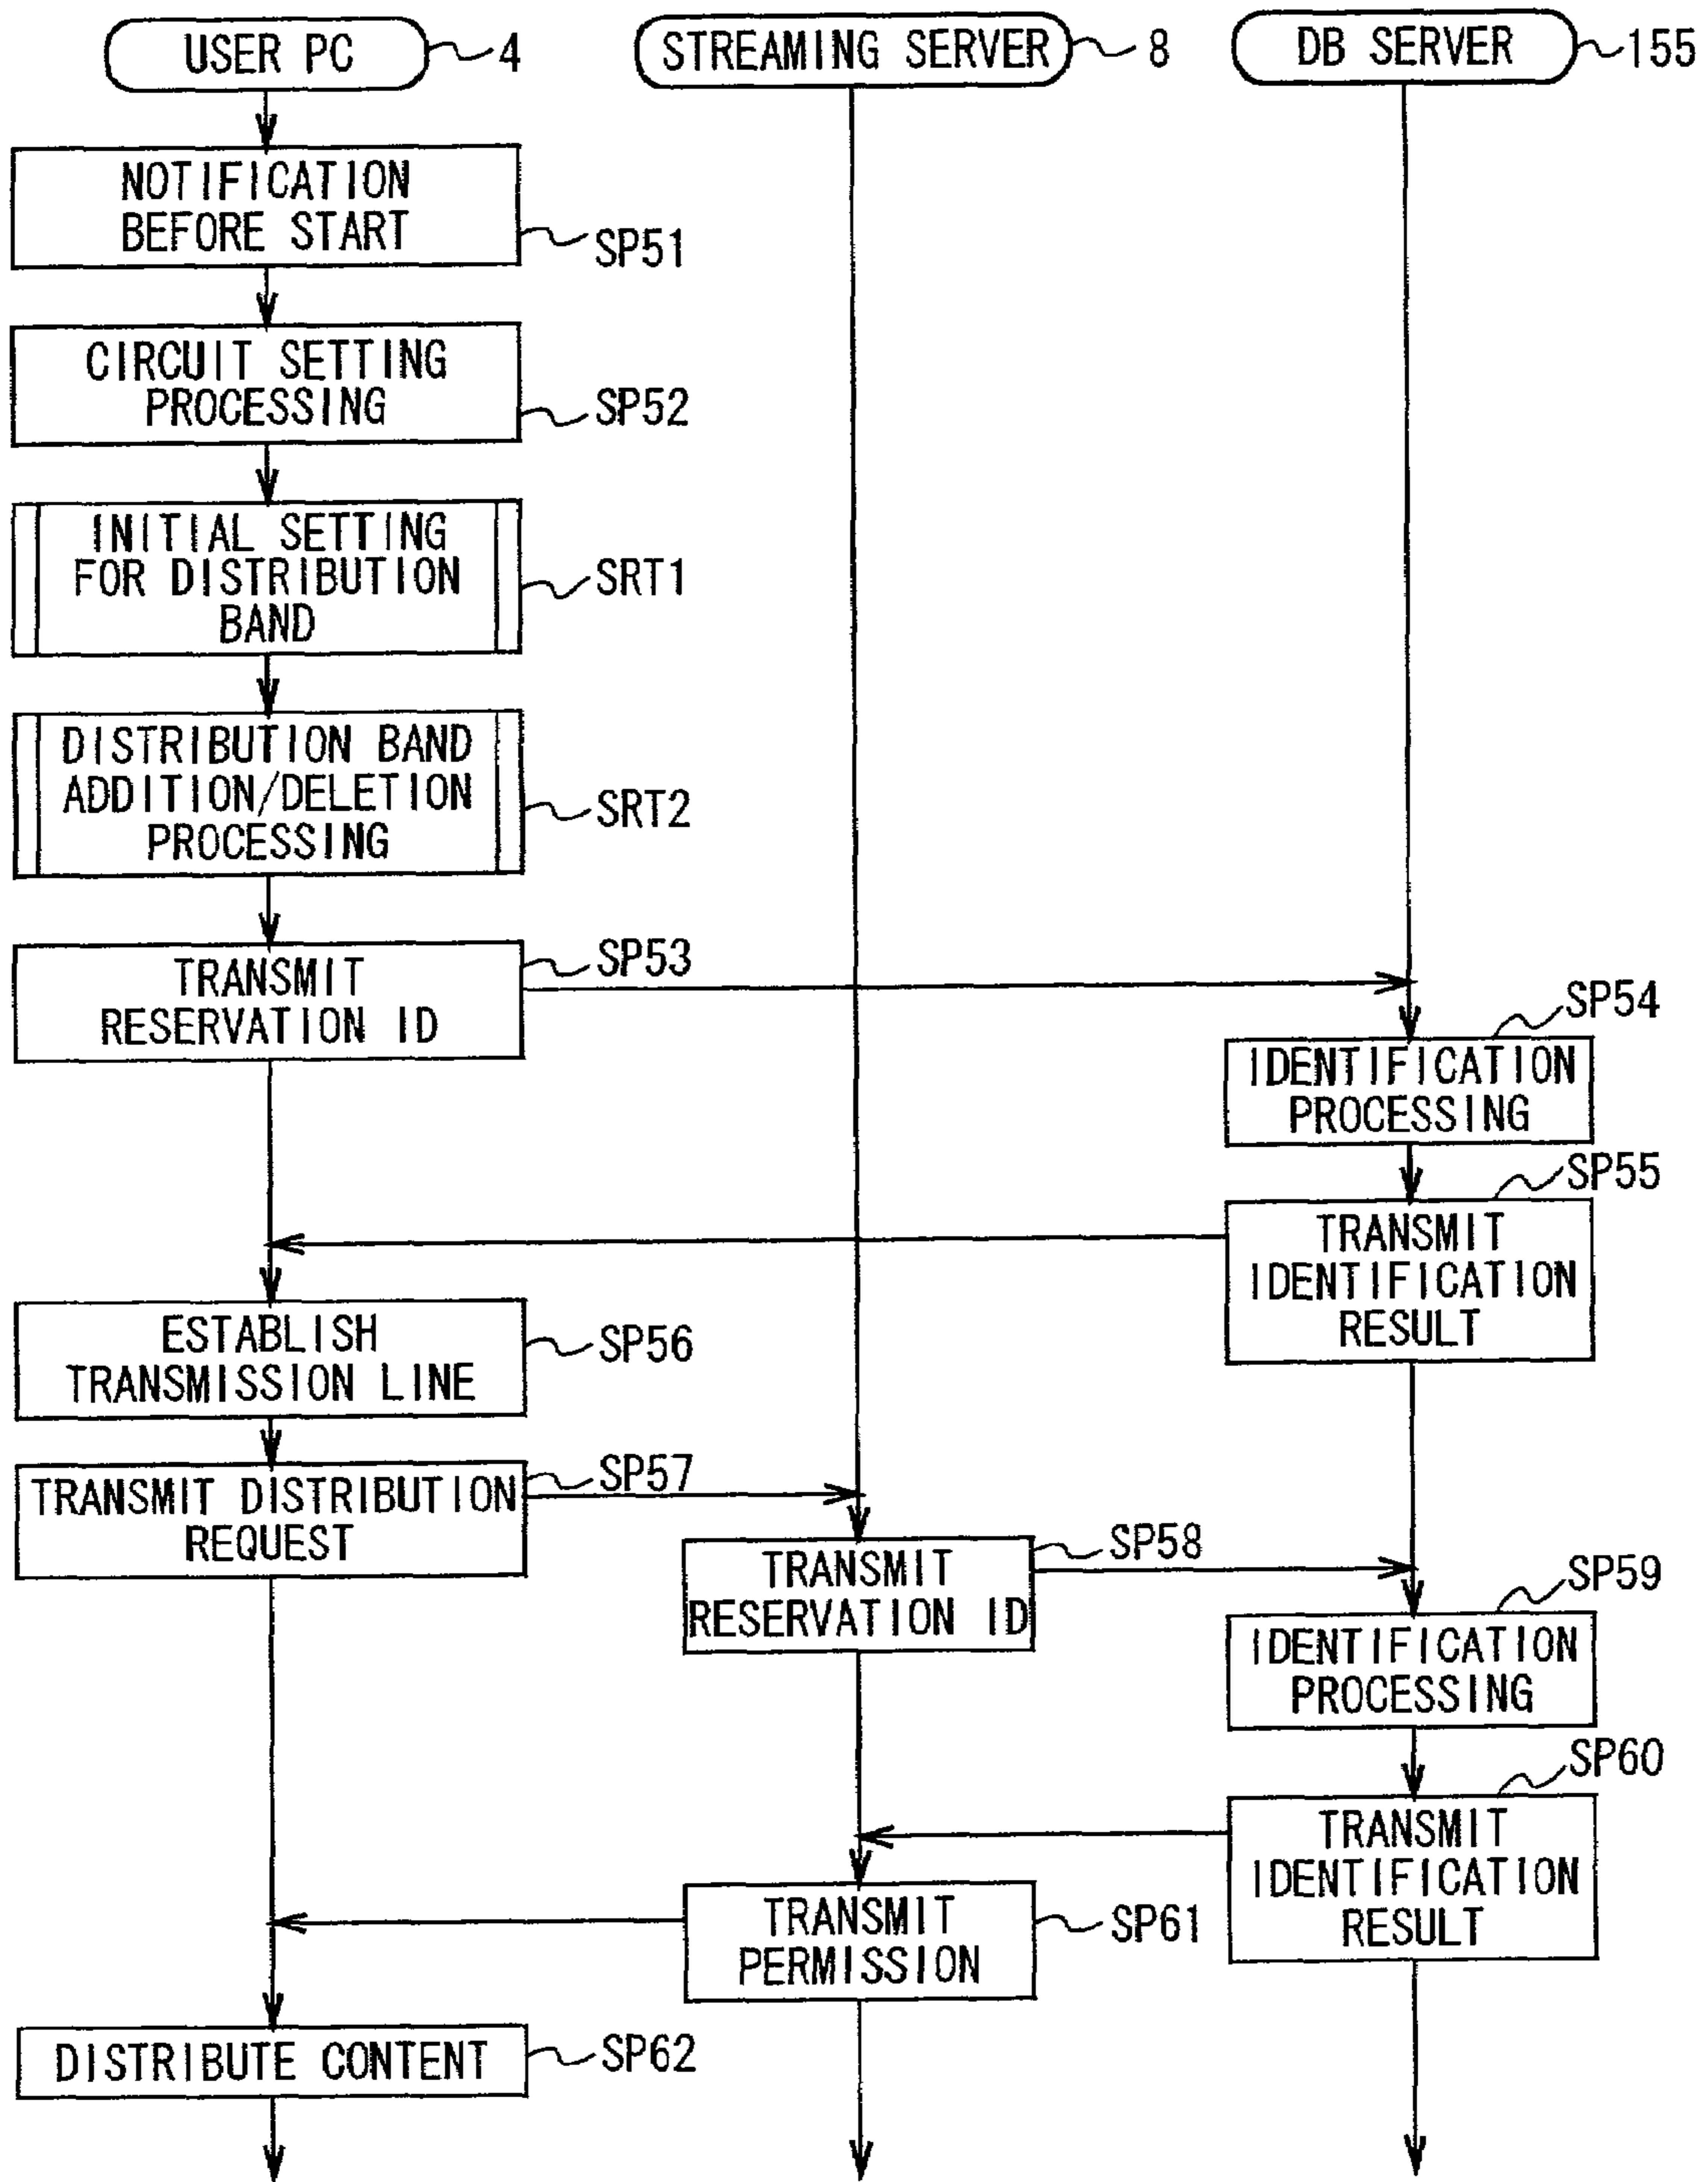 USER PC
4
STREAMING SERVER
8
DB SERVER
155
NOTIFICATION
BEFORE START
SP51
CIRCUIT SETTING
PROCESSING
SP52
INITIAL SETTING
FOR DISTRIBUTION
BAND
SRT1
DISTRIBUTION BAND
ADDITION/DELETION
PROCESSING
SRT2
TRANSMIT
RESERVATION ID
SP53
SP54
IDENTIFICATION
PROCESSING
SP55
TRANSMIT
IDENTIFICATION
RESULT
ESTABLISH
TRANSMISSION LINE
SP56
TRANSMIT DISTRIBUTION
REQUEST
SP57
TRANSMIT
RESERVATION ID
SP58
SP59
IDENTIFICATION
PROCESSING
SP60
TRANSMIT
IDENTIFICATION
RESULT
TRANSMIT
PERMISSION
SP61
DISTRIBUTE CONTENT
SP62